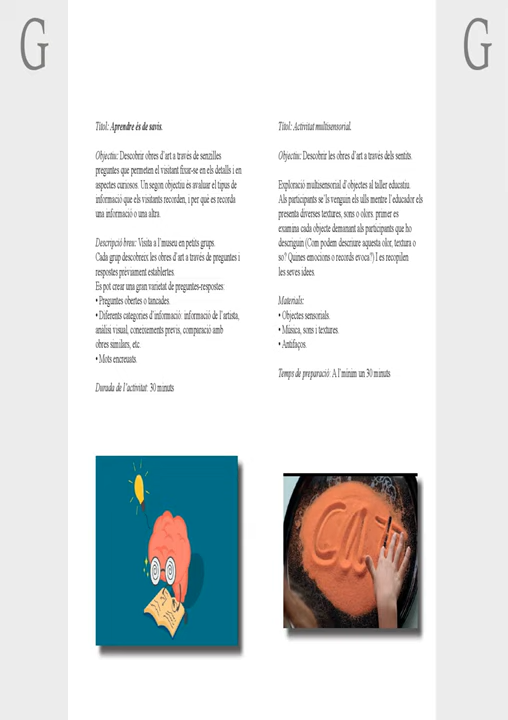 G
G
Títol: Aprendre és de savis.
Objectiu: Descobrir obres d'art a través de senzilles
preguntes que permeten el visitant fixar-se en els detalls i en
aspectes curiosos. Un segon objectiu és avaluar el tipus de
informació que els visitants recorden, i per què es recorda
una informació o una altra.
Descripció breu: Visita a l'museu en petits grups.
Cada grup descobreix les obres d'art a través de preguntes i
respostes prèviament establertes.
Es pot crear una gran varietat de preguntes-respostes:
• Preguntes obertes o tancades.
• Diferents categories d'informació: informació de l'artista,
anàlisi visual, coneixements previs, comparació amb
obres similars, etc.
• Mots encreuats.
Durada de l'activitat: 30 minuts
Títol: Activitat multisensorial.
Objectiu: Descobrir les obres d'art a través dels sentits.
Exploració multisensorial d'objectes al taller educatiu.
Als participants se 'ls venguin els ulls mentre l'educador els
presenta diverses textures, sons o olors. primer es
examina cada objecte demanant als participants que ho
descriguin (Com podem descriure aquesta olor, textura o
so? Quines emocions o records evoca?) I es recopilen
les seves idees.
Materials:
• Objectes sensorials.
• Música, sons i textures.
• Antifaços.
Temps de preparació: A l'mínim un 30 minuts
Cat